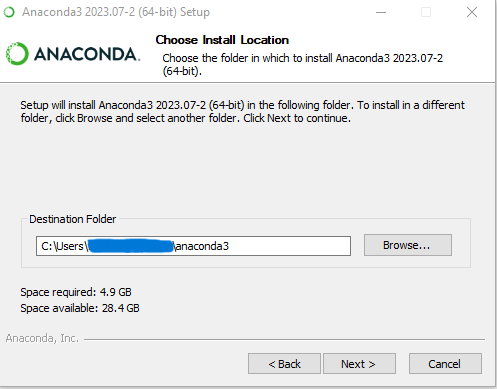 Anaconda3 2023.07-2 (64-bit) Setup
ANACONDA.
Choose Install Location
Choose the folder in which to install Anaconda3 2023.07-2
(64-bit).
Setup will install Anaconda3 2023.07-2 (64-bit) in the following folder. To install in a different
folder, click Browse and select another folder. Click Next to continue.
Destination Folder
C:\Users\ \anaconda3
Browse...
Space required: 4.9 GB
Space available: 28.4 GB
Anaconda, Inc.
< Back
Next >
Cancel